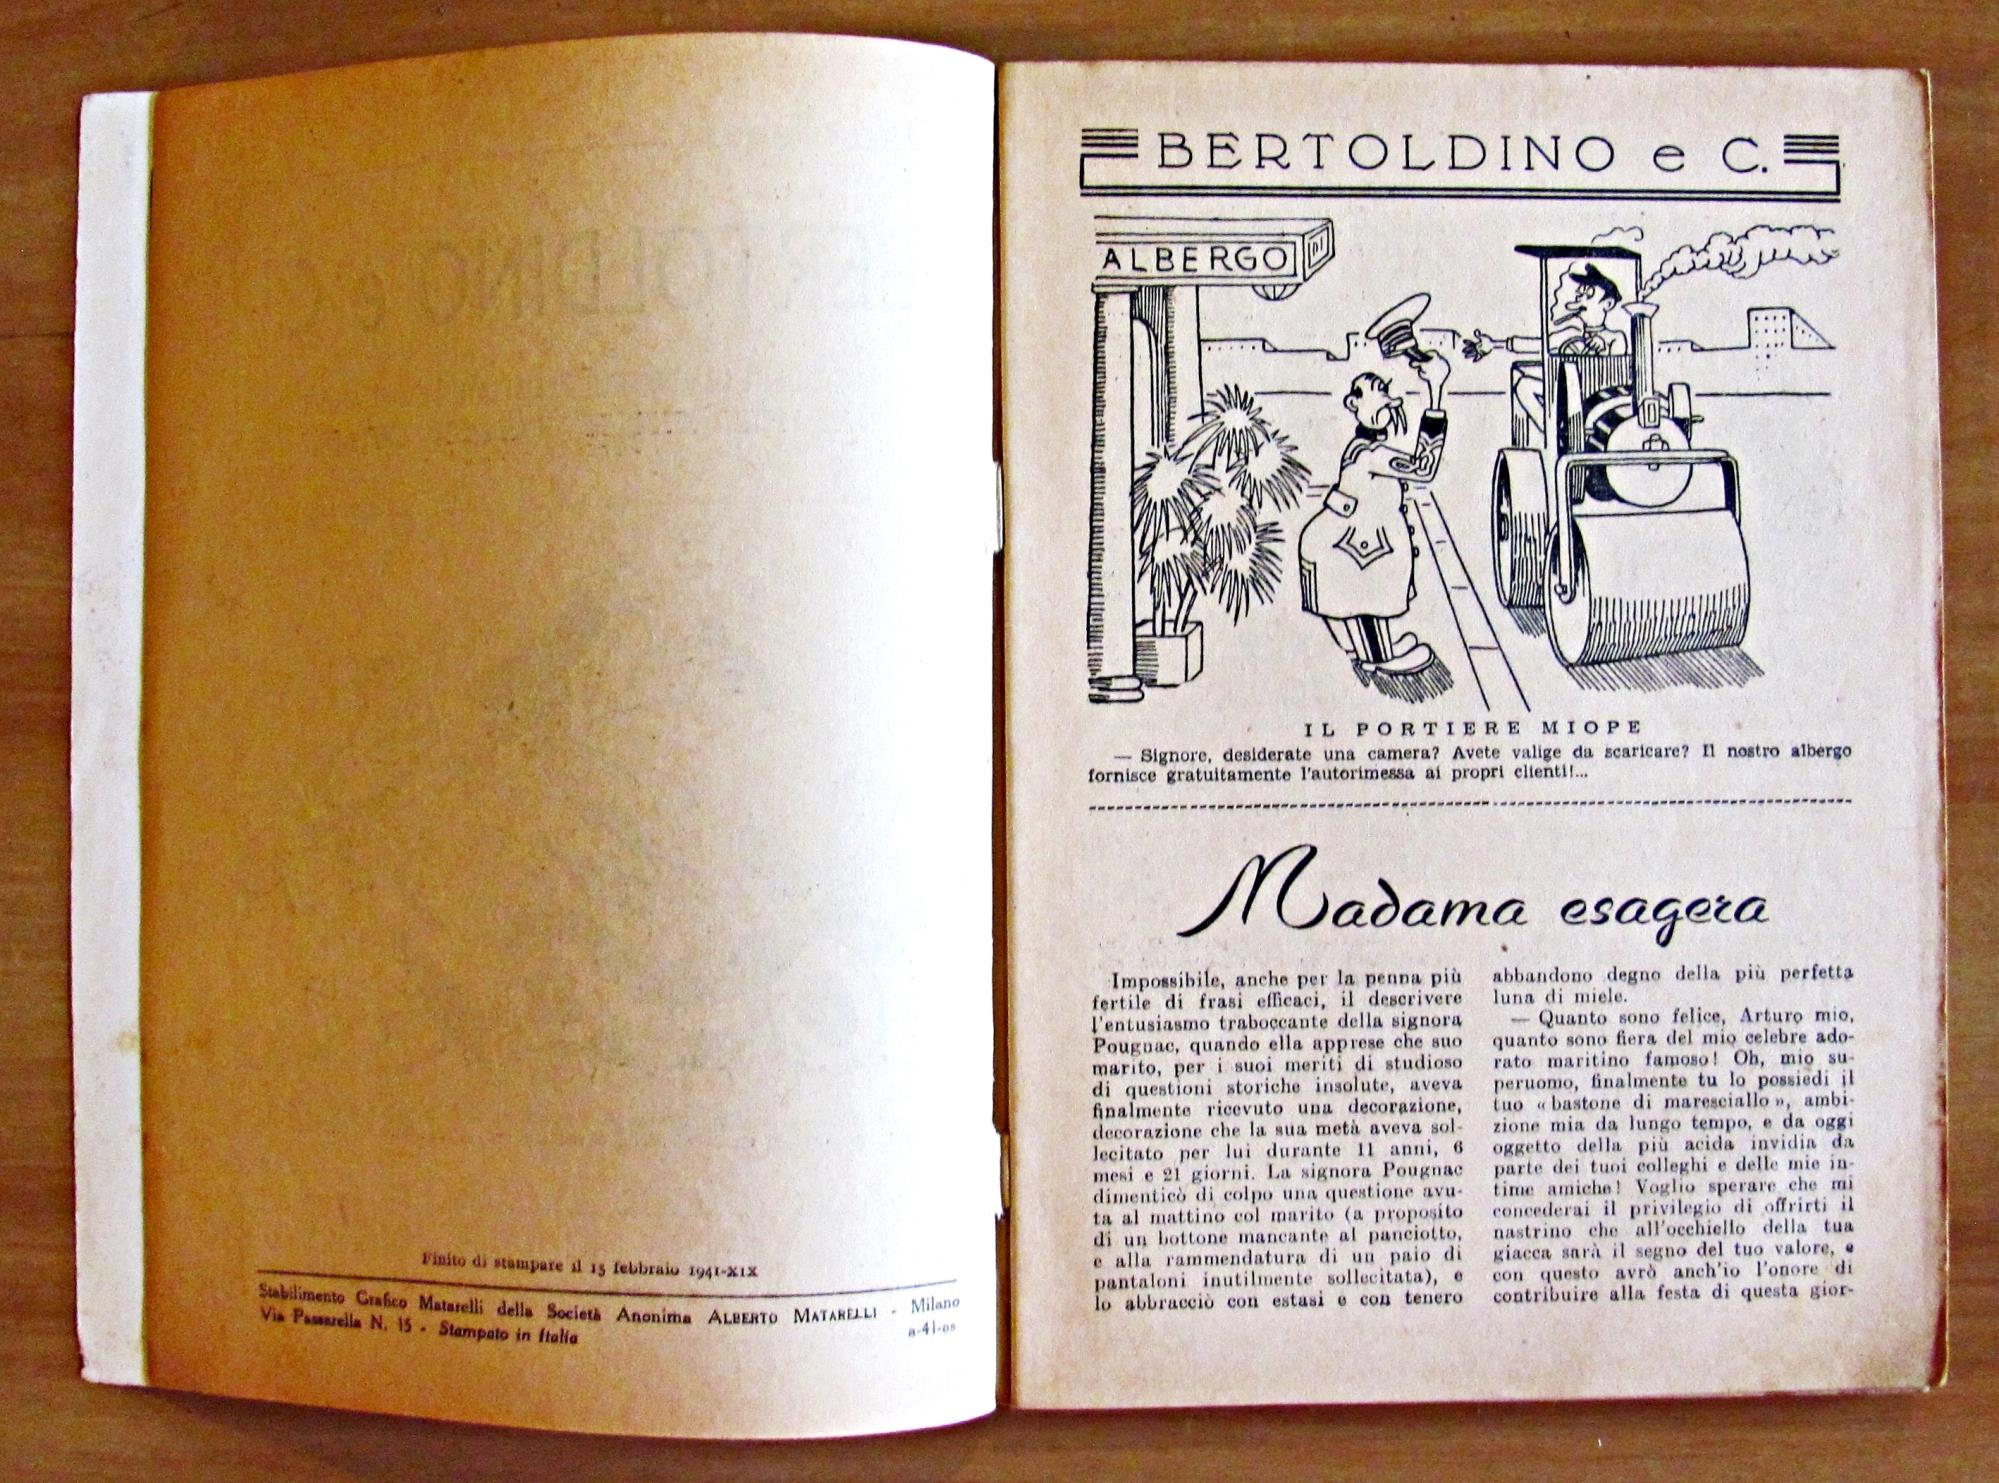 Finito di stampare il 15 febbraio 1941-XIX
Stabilimento Grafico Matarelli della Società Anonima ALBERTO MATARELLI - Milano
Via Passarella N. 15 - Stampato in Italia
BERTOLDINO e C.
ALBERGO
IL PORTIERE MIOPE
— Signore, desiderate una camera? Avete valige da scaricare? Il nostro albergo
fornisce gratuitamente l'autorimessa ai propri clienti!...
Madama esagera
Impossibile, anche per la penna più
fertile di frasi efficaci, il descrivere
l'entusiasmo traboccante della signora
Pougnac, quando ella apprese che suo
marito, per i suoi meriti di studioso
di questioni storiche insolute, aveva
finalmente ricevuto una decorazione,
decorazione che la sua metà aveva sol-
lecitato per lui durante 11 anni, 6
mesi e 21 giorni. La signora Pougnac
dimenticò di colpo una questione avu-
ta al mattino col marito (a proposito
di un bottone mancante al panciotto,
e alla rammendatura di un paio di
pantaloni inutilmente sollecitata), e
lo abbracciò con estasi e con tenero
abbandono degno della più perfetta
luna di miele.
— Quanto sono felice, Arturo mio,
quanto sono fiera del mio celebre ado-
rato maritino famoso! Oh, mio su-
peruomo, finalmente tu lo possiedi il
tuo « bastone di maresciallo », ambi-
zione mia da lungo tempo, e da oggi
oggetto della più acida invidia da
parte dei tuoi colleghi e delle mie in-
time amiche! Voglio sperare che mi
concederai il privilegio di offrirti il
nastrino che all'occhiello della tua
giacca sarà il segno del tuo valore, e
con questo avrò anch'io l'onore di
contribuire alla festa di questa gior-